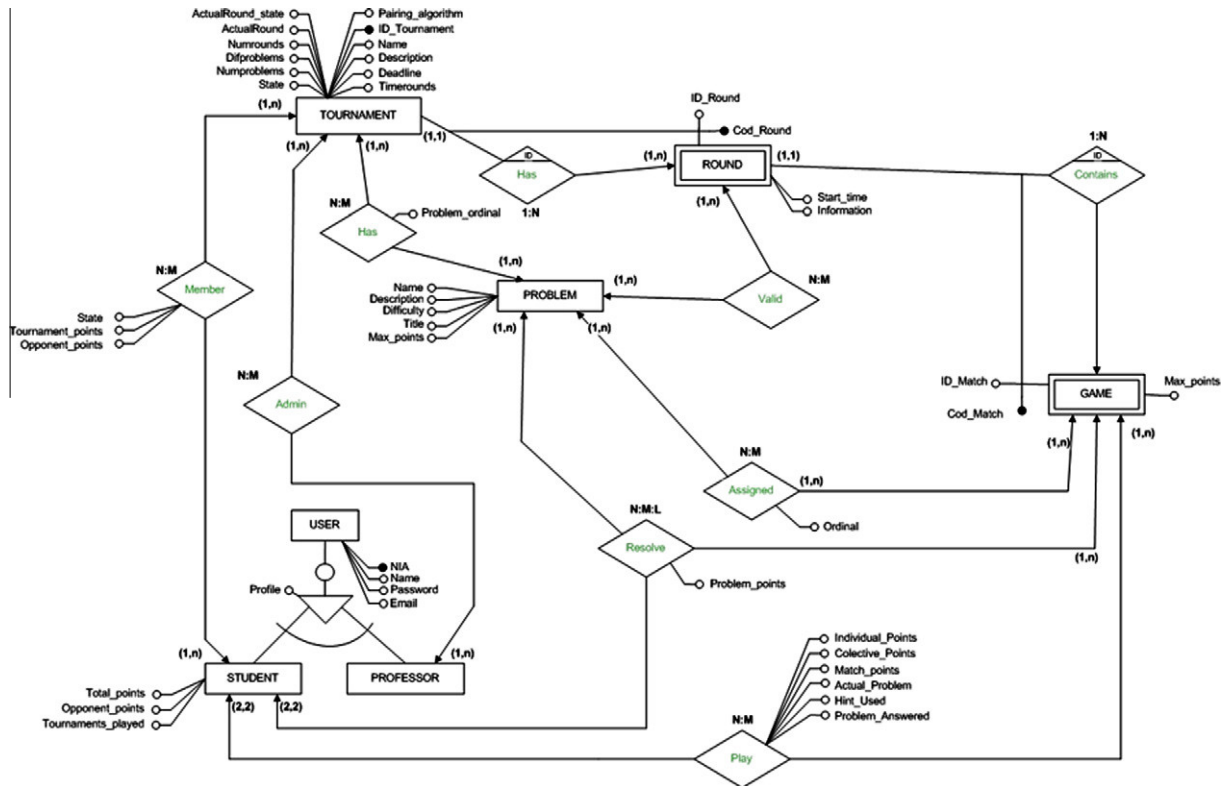 ActualRound_state
ActualRound
Numrounds
Difproblems
Numproblems
State
Pairing_algorithm
ID_Tournament
Name
Description
Deadline
Timerounds
(1,n)
TOURNAMENT
(1,n)
(1,n)
(1,1)
ID_Round
Cod_Round
ID
Has
1:N
(1,n)
ROUND
(1,1)
(1,n)
Start_time
Information
1:N
ID
Contains
N:M
Has
Problem_ordinal
N:M
Member
State
Tournament_points
Opponent_points
(1,n)
Name
Description
Difficulty
Title
Max_points
PROBLEM
(1,n)
(1,n)
(1,n)
Valid
N:M
ID_Match
GAME
Max_points
Cod_Match
(1,n)
(1,n)
N:M
Admin
N:M
Assigned
(1,n)
Ordinal
N:M:L
Resolve
(1,n)
Problem_points
USER
NIA
Name
Password
Email
Profile
(1,n)
STUDENT
(2,2)
(2,2)
Total_points
Opponent_points
Tournaments_played
(1,n)
PROFESSOR
Individual_Points
Colective_Points
Match_points
Actual_Problem
Hint_Used
Problem_Answered
N:M
Play